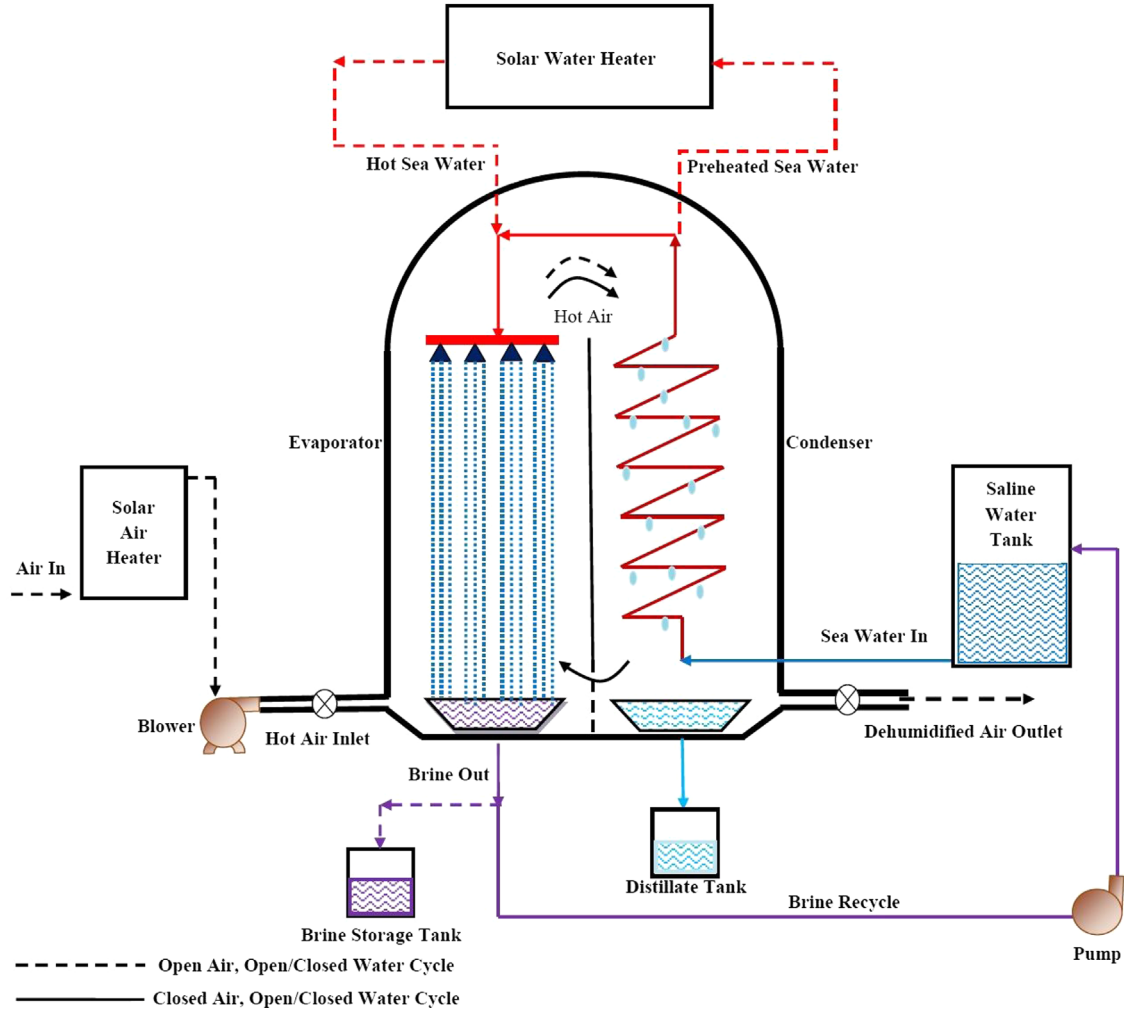 Solar Water Heater
Hot Sea Water
Preheated Sea Water
Hot Air
Evaporator
Condenser
Solar
Air
Heater
Saline
Water
Tank
Air In
Sea Water In
Blower
Hot Air Inlet
Dehumidified Air Outlet
Brine Out
Distillate Tank
Brine Recycle
Brine Storage Tank
Pump
Open Air, Open/Closed Water Cycle
Closed Air, Open/Closed Water Cycle